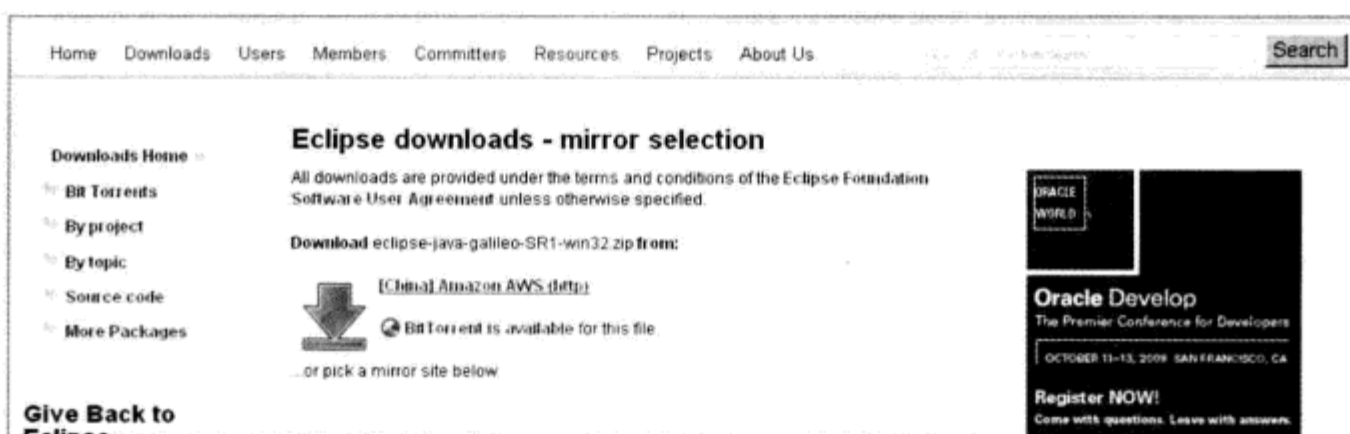 Home Downloads Users Members Committers Resources Projects About Us
Search
Downloads Home
Bit Torrents
By project
By topic
Source code
More Packages
Give Back to
Eclipse
Eclipse downloads - mirror selection
All downloads are provided under the terms and conditions of the Eclipse Foundation
Software User Agreement unless otherwise specified.
Download eclipse-java-galileo-SR1-win32.zip from:
[China] Amazon AWS (http)
BitTorrent is available for this file.
...or pick a mirror site below.
ORACLE
WORLD
Oracle Develop
The Premier Conference for Developers
OCTOBER 11–13, 2009 SAN FRANCISCO, CA
Register NOW!
Come with questions. Leave with answers.